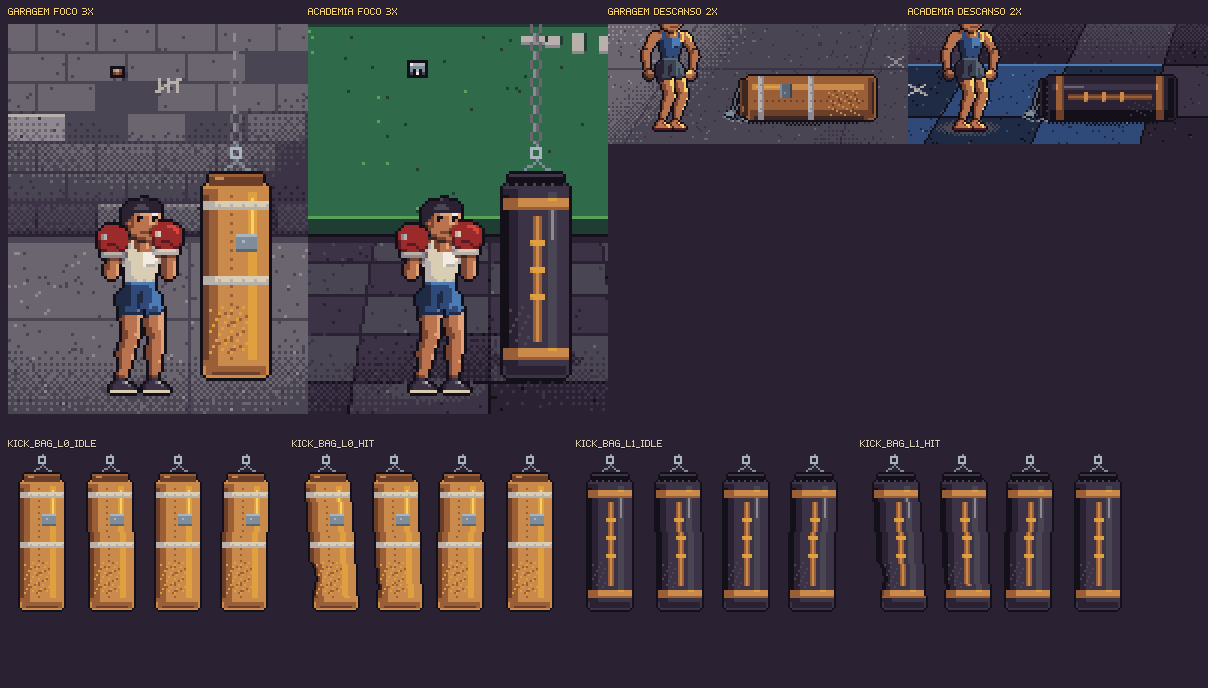 GARAGEM FOCO 3X
ACADEMIA FOCO 3X
GARAGEM DESCANSO 2X
ACADEMIA DESCANSO 2X
KICK_BAG_L0_IDLE
KICK_BAG_L0_HIT
KICK_BAG_L1_IDLE
KICK_BAG_L1_HIT